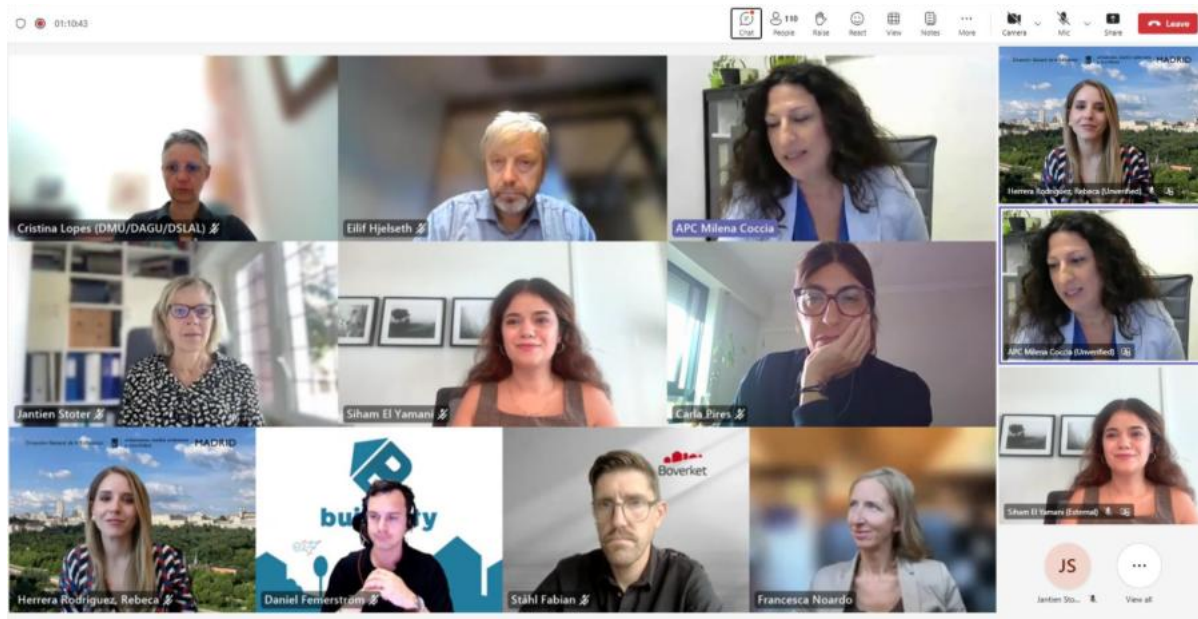 01:10:43
110
Chat
People
Raise
React
View
Notes
More
Camera
Mic
Share
Leave
Cristina Lopes (DMU/DAGU/DSLAL)
Eilif Hjelseth
APC Milena Coccia
MADRID
Herrera Rodríguez, Rebeca (Unverified)
Jantien Stoter
Siham El Yamani
Carla Pires
APC Milena Coccia (Unverified)
MADRID
Herrera Rodríguez, Rebeca
Daniel Femerström
Boverket
Ståhl Fabian
Francesca Noardo
Siham El Yamani (External)
JS
Jantien Sto...
View all